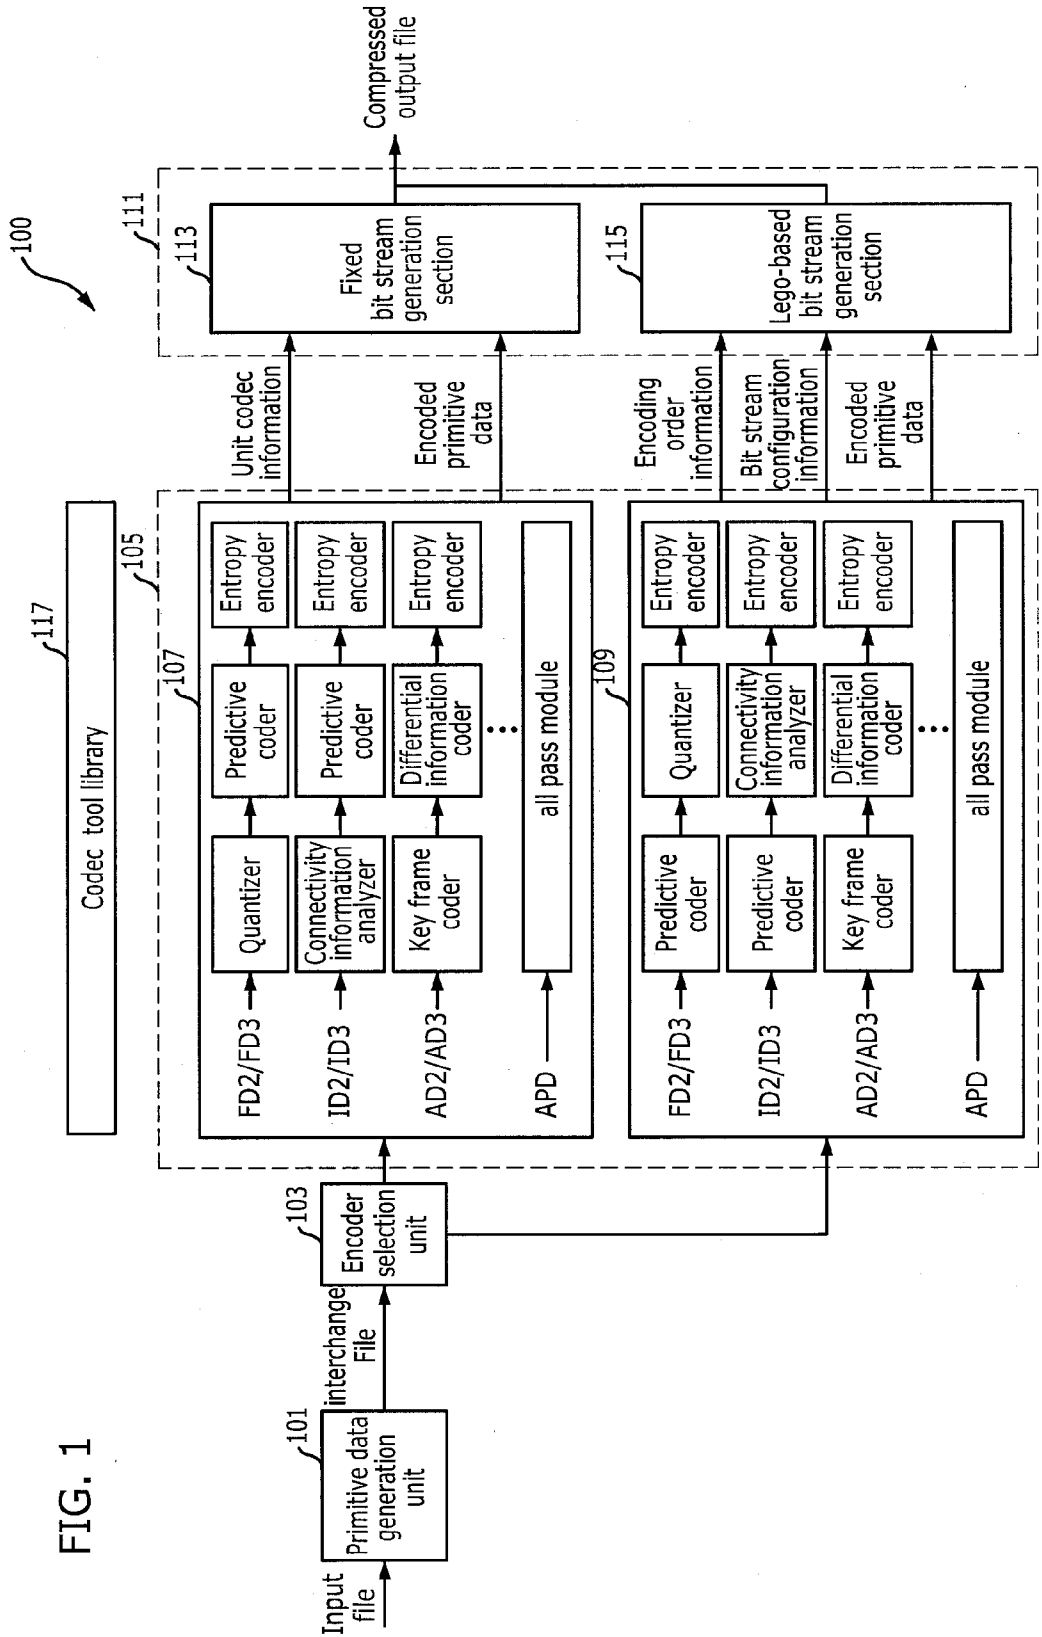 FIG. 1
100
Input
file
101
Primitive data
generation
unit
interchange
File
103
Encoder
selection
unit
117
Codec tool library
105
107
FD2/FD3
Quantizer
Predictive
coder
Entropy
encoder
ID2/ID3
Connectivity
information
analyzer
Predictive
coder
Entropy
encoder
AD2/AD3
Key frame
coder
Differential
information
coder
Entropy
encoder
APD
all pass module
109
FD2/FD3
Predictive
coder
Quantizer
Entropy
encoder
ID2/ID3
Predictive
coder
Connectivity
information
analyzer
Entropy
encoder
AD2/AD3
Key frame
coder
Differential
information
coder
Entropy
encoder
APD
all pass module
Unit codec
information
Encoded
primitive
data
Encoding
order
information
Bit stream
configuration
information
Encoded
primitive
data
111
113
Fixed
bit stream
generation
section
115
Lego-based
bit stream
generation
section
Compressed
output file